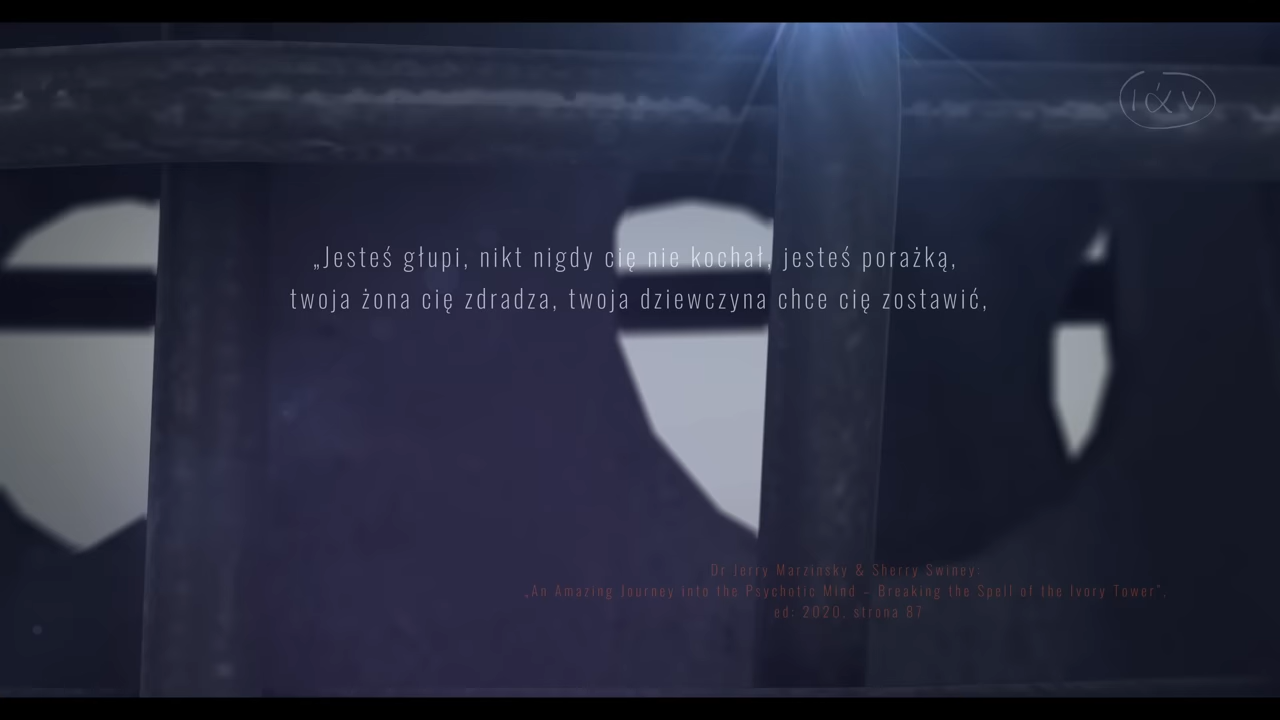 IάV
„Jesteś głupi, nikt nigdy cię nie kochał, jesteś porażką,
twoja żona cię zdradza, twoja dziewczyna chce cię zostawić,
Dr Jerry Marzinsky & Sherry Swiney:
„An Amazing Journey into the Psychotic Mind – Breaking the Spell of the Ivory Tower”,
ed: 2020, strona 87